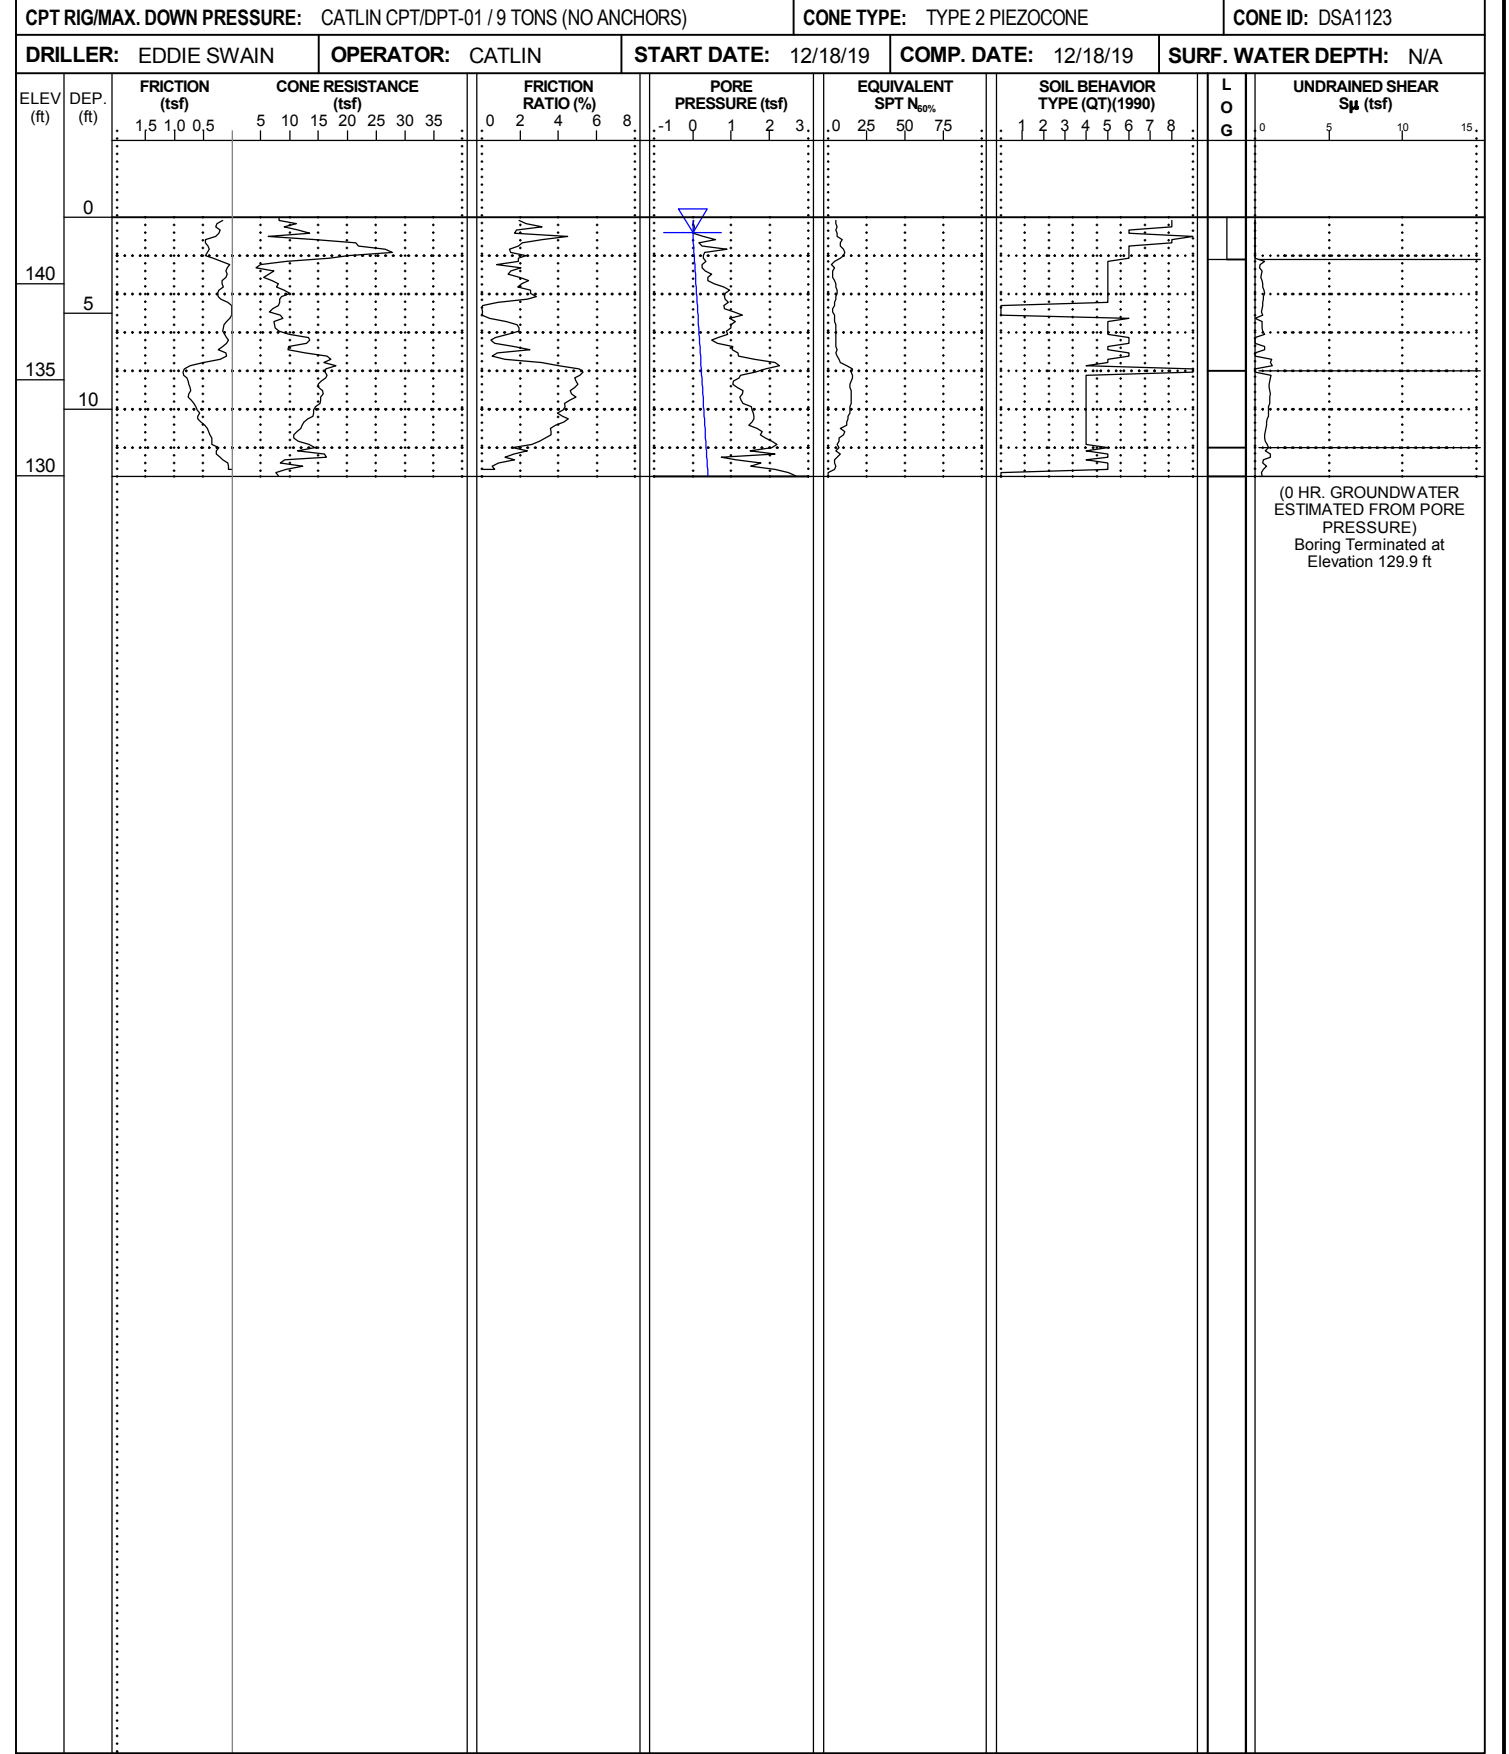 CPT RIG/MAX. DOWN PRESSURE: CATLIN CPT/DPT-01 / 9 TONS (NO ANCHORS) CONE TYPE: TYPE 2 PIEZOCONE CONE ID: DSA1123
DRILLER: EDDIE SWAIN OPERATOR: CATLIN START DATE: 12/18/19 COMP. DATE: 12/18/19 SURF. WATER DEPTH: N/A
ELEV (ft)
DEP. (ft)
FRICTION (tsf)
1.5 1.0 0.5
CONE RESISTANCE (tsf)
5 10 15 20 25 30 35
FRICTION RATIO (%)
0 2 4 6 8
PORE PRESSURE (tsf)
-1 0 1 2 3
EQUIVALENT SPT N60%
0 25 50 75
SOIL BEHAVIOR TYPE (QT)(1990)
1 2 3 4 5 6 7 8
L
O
G
UNDRAINED SHEAR Sμ (tsf)
0 5 10 15
0
140
5
135
10
130
(0 HR. GROUNDWATER
ESTIMATED FROM PORE
PRESSURE)
Boring Terminated at
Elevation 129.9 ft